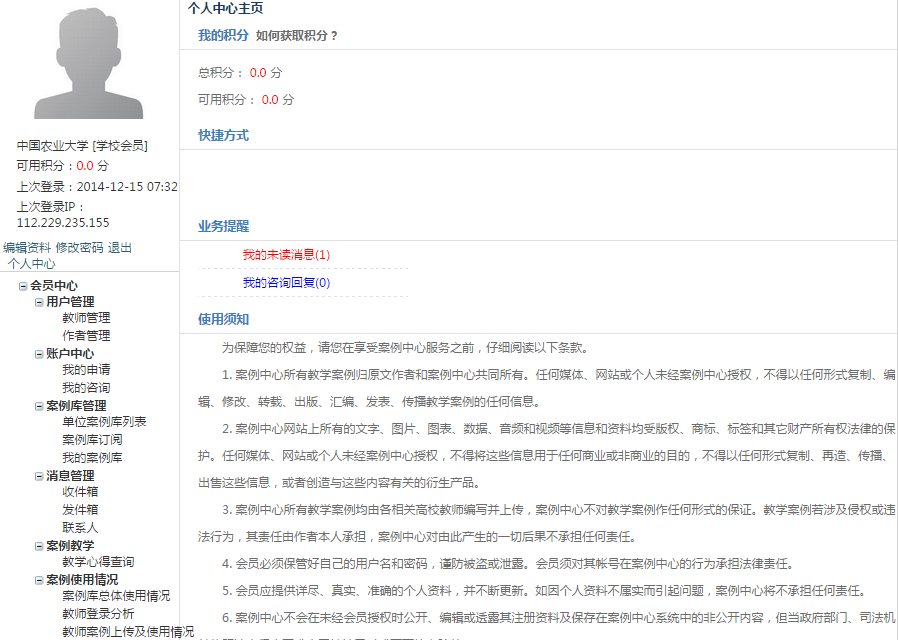 中国农业大学 [学校会员]
可用积分：0.0 分
上次登录：2014-12-15 07:32
上次登录IP：
112.229.235.155
编辑资料 修改密码 退出
个人中心
会员中心
用户管理
教师管理
作者管理
账户中心
我的申请
我的咨询
案例库管理
单位案例库列表
案例库订阅
我的案例库
消息管理
收件箱
发件箱
联系人
案例教学
教学心得查询
案例使用情况
案例库总体使用情况
教师登录分析
教师案例上传及使用情况
个人中心主页
我的积分 如何获取积分？
总积分： 0.0 分
可用积分： 0.0 分
快捷方式
业务提醒
我的未读消息(1)
我的咨询回复(0)
使用须知
为保障您的权益，请您在享受案例中心服务之前，仔细阅读以下条款。
1. 案例中心所有教学案例归原文作者和案例中心共同所有。任何媒体、网站或个人未经案例中心授权，不得以任何形式复制、编
辑、修改、转载、出版、汇编、发表、传播教学案例的任何信息。
2. 案例中心网站上所有的文字、图片、图表、数据、音频和视频等信息和资料均受版权、商标、标签和其它财产所有权法律的保
护。任何媒体、网站或个人未经案例中心授权，不得将这些信息用于任何商业或非商业的目的，不得以任何形式复制、再造、传播、
出售这些信息，或者创造与这些内容有关的衍生产品。
3. 案例中心所有教学案例均由各相关高校教师编写并上传，案例中心不对教学案例作任何形式的保证。教学案例若涉及侵权或违
法行为，其责任由作者本人承担，案例中心对由此产生的一切后果不承担任何责任。
4. 会员必须保管好自己的用户名和密码，谨防被盗或泄露。会员须对其帐号在案例中心的行为承担法律责任。
5. 会员应提供详尽、真实、准确的个人资料，并不断更新。如因个人资料不属实而引起问题，案例中心将不承担任何责任。
6. 案例中心不会在未经会员授权时公开、编辑或透露其注册资料及保存在案例中心系统中的非公开内容，但当政府部门、司法机